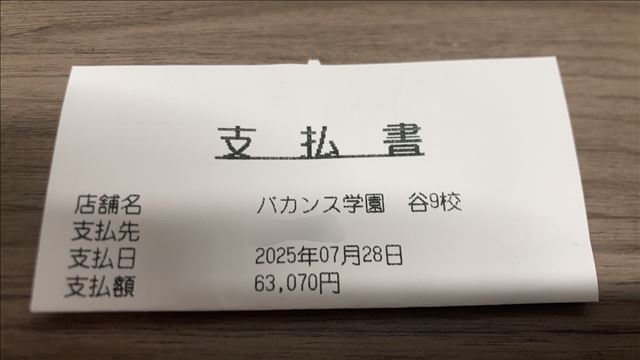 支払書
店舗名 バカンス学園 谷9校
支払先
支払日 2025年07月28日
支払額 63,070円